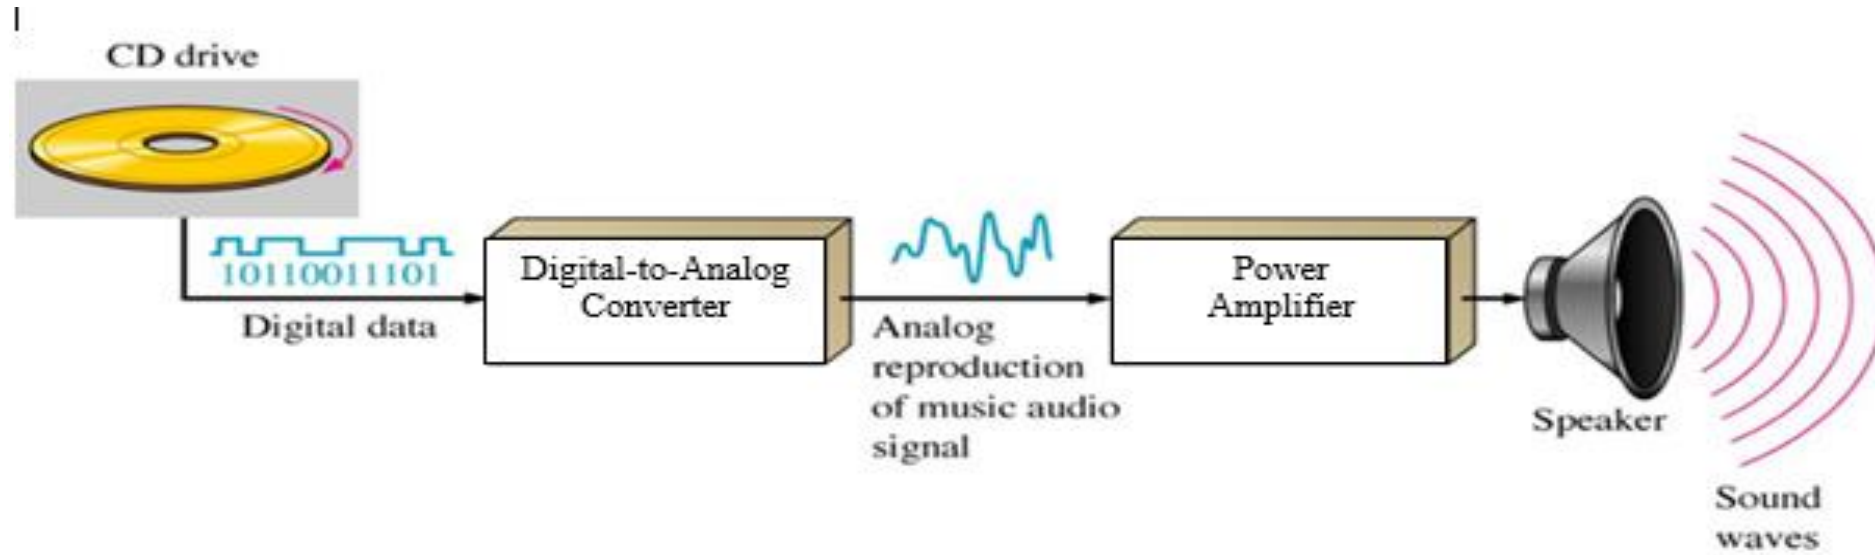 CD drive
10110011101
Digital data
Digital-to-Analog
Converter
Analog
reproduction
of music audio
signal
Power
Amplifier
Speaker
Sound
waves